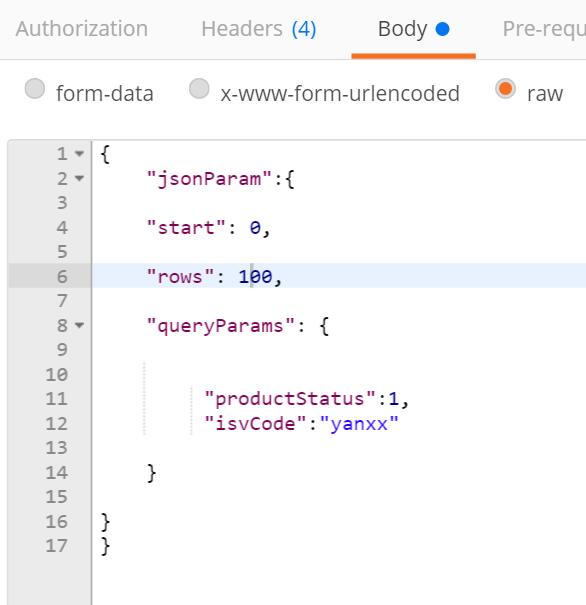 Authorization Headers (4) Body Pre-requ
form-data x-www-form-urlencoded raw
1 {
2 "jsonParam":{
3
4 "start": 0,
5
6 "rows": 100,
7
8 "queryParams": {
9
10
11 "productStatus":1,
12 "isvCode":"yanxx"
13
14 }
15
16 }
17 }